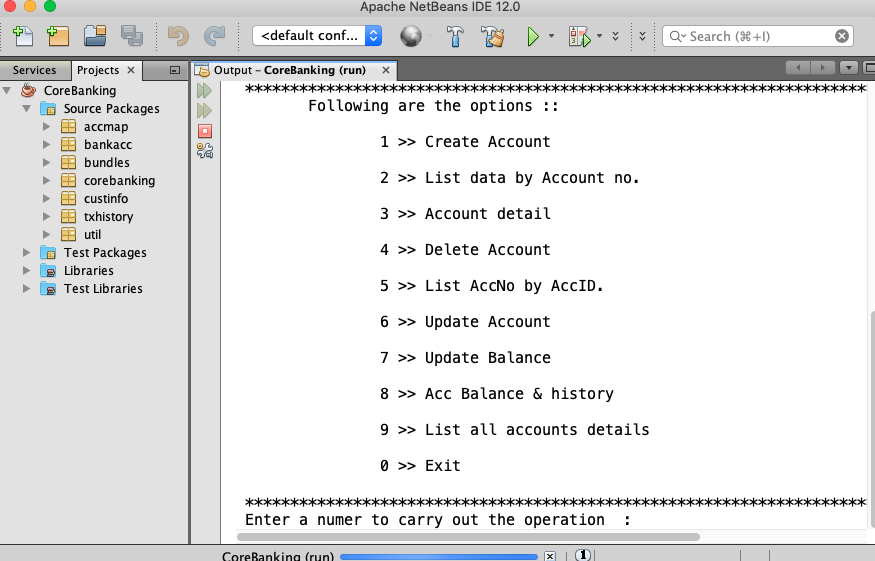 Apache NetBeans IDE 12.0
<default conf...
Search (⌘+I)
Services
Projects
Output – CoreBanking (run)
CoreBanking
Source Packages
accmap
bankacc
bundles
corebanking
custinfo
txhistory
util
Test Packages
Libraries
Test Libraries
*********************************************************************
Following are the options ::
1 >> Create Account
2 >> List data by Account no.
3 >> Account detail
4 >> Delete Account
5 >> List AccNo by AccID.
6 >> Update Account
7 >> Update Balance
8 >> Acc Balance & history
9 >> List all accounts details
0 >> Exit
*********************************************************************
Enter a numer to carry out the operation  :
CoreBanking (run)
1